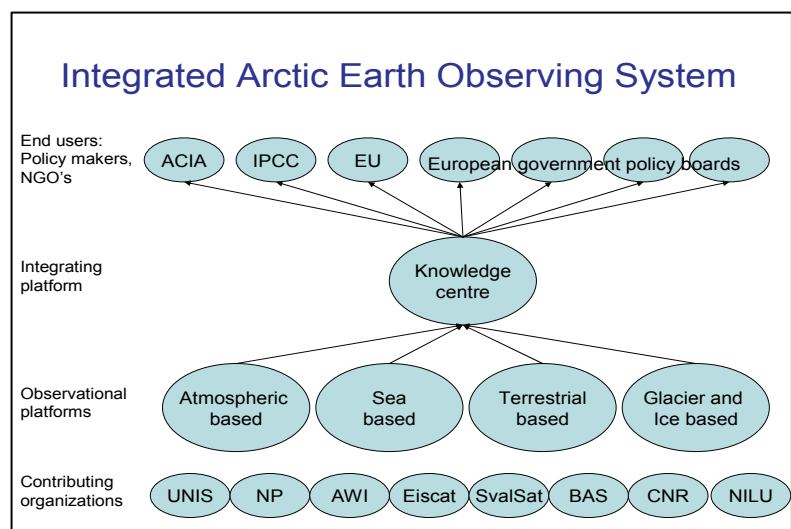 Integrated Arctic Earth Observing System
End users:
Policy makers,
NGO's
ACIA IPCC EU European government policy boards
Integrating
platform
Knowledge
centre
Observational
platforms
Atmospheric
based
Sea
based
Terrestrial
based
Glacier and
Ice based
Contributing
organizations
UNIS NP AWI Eiscat SvalSat BAS CNR NILU